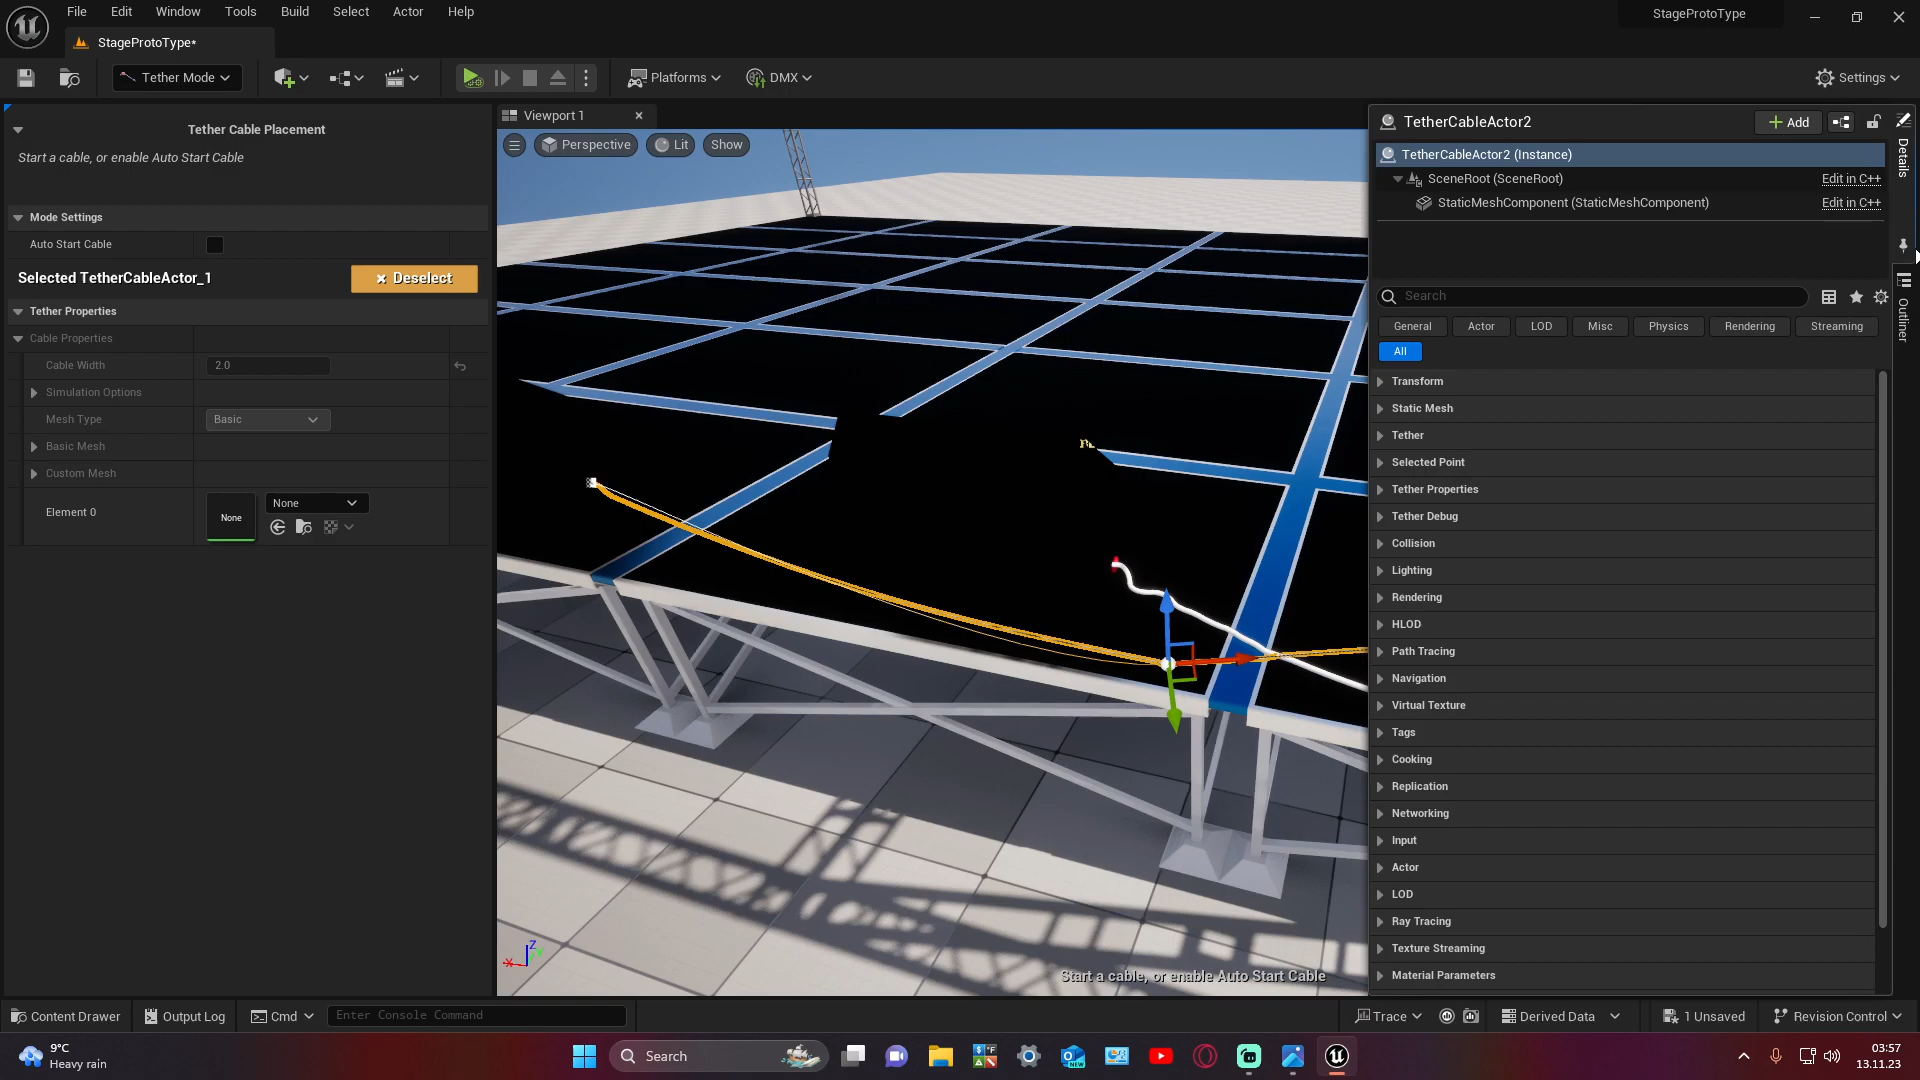 File Edit Window Tools Build Select Actor Help
StageProtoType
StageProtoType*
Tether Mode
Platforms
DMX
Settings
Tether Cable Placement
Start a cable, or enable Auto Start Cable
Mode Settings
Auto Start Cable
Selected TetherCableActor_1
Deselect
Tether Properties
Cable Properties
Cable Width 2.0
Simulation Options
Mesh Type Basic
Basic Mesh
Custom Mesh
Element 0 None None
Viewport 1
Perspective Lit Show
Z
X
Y
Start a cable, or enable Auto Start Cable
TetherCableActor2
Add
TetherCableActor2 (Instance)
SceneRoot (SceneRoot) Edit in C++
StaticMeshComponent (StaticMeshComponent) Edit in C++
Search
General Actor LOD Misc Physics Rendering Streaming
All
Transform
Static Mesh
Tether
Selected Point
Tether Properties
Tether Debug
Collision
Lighting
Rendering
HLOD
Path Tracing
Navigation
Virtual Texture
Tags
Cooking
Replication
Networking
Input
Actor
LOD
Ray Tracing
Texture Streaming
Material Parameters
Details
Outliner
Content Drawer Output Log Cmd Enter Console Command
Trace Derived Data 1 Unsaved Revision Control
9°C
Heavy rain
Search
NEW
03:57
13.11.23